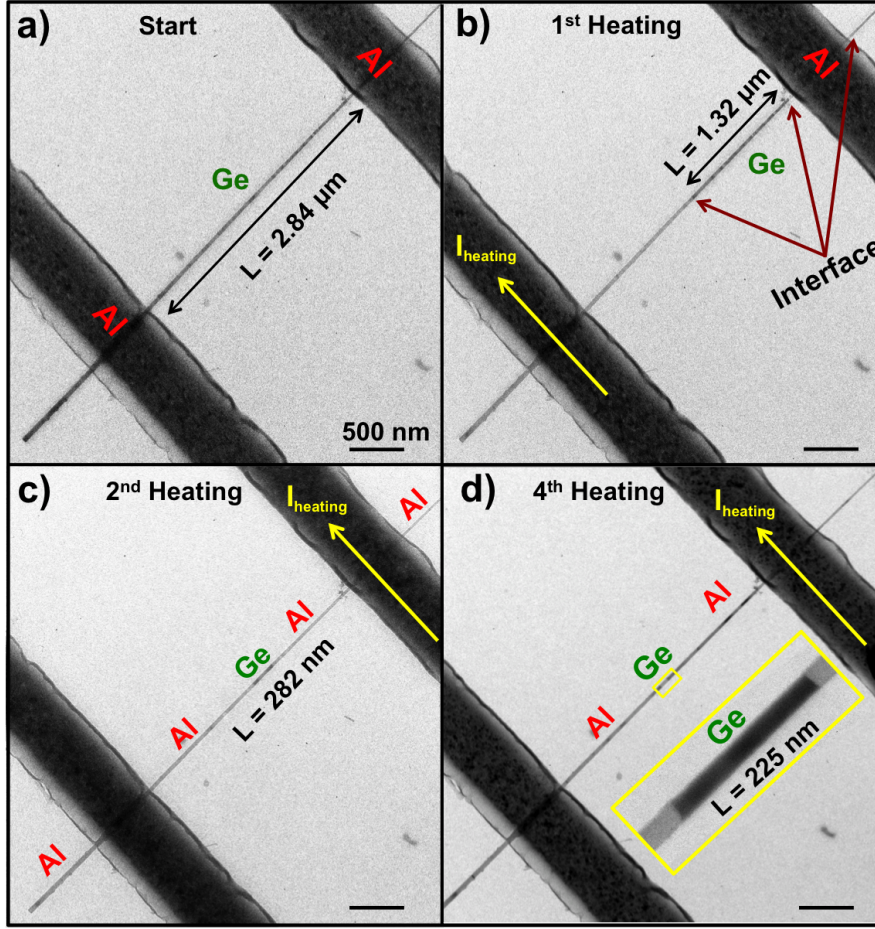 a)
Start
Al
Ge
L = 2.84 μm
Al
500 nm
b)
1st Heating
Al
L = 1.32 μm
Ge
Iheating
Interface
c)
2nd Heating
Iheating
Al
Al
Ge
L = 282 nm
Al
Al
d)
4th Heating
Iheating
Al
Ge
Al
Ge
L = 225 nm